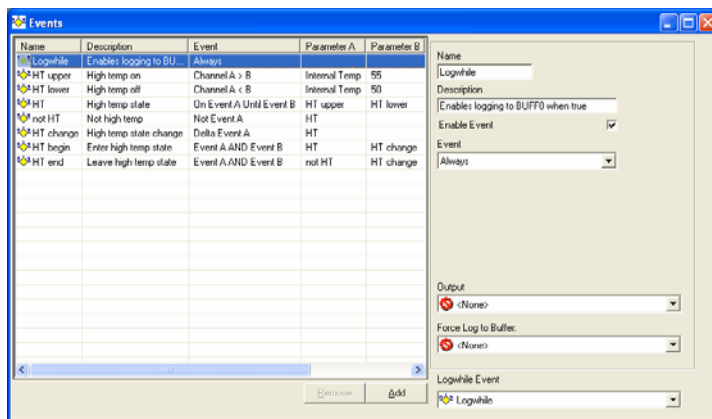 Events
Name Description Event Parameter A Parameter B
Logwhile Enables logging to BU... Always
HT upper High temp on Channel A > B Internal Temp 55
HT lower High temp off Channel A < B Internal Temp 50
HT High temp state On Event A Until Event B HT upper HT lower
not HT Not high temp Not Event A HT
HT change High temp state change Delta Event A HT
HT begin Enter high temp state Event A AND Event B HT HT change
HT end Leave high temp state Event A AND Event B not HT HT change
Remove Add
Name
Logwhile
Description
Enables logging to BUFF0 when true
Enable Event
Event
Always
Output
<None>
Force Log to Buffer:
<None>
Logwhile Event
Logwhile